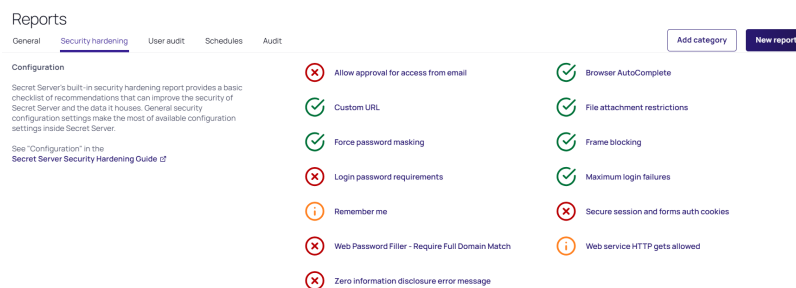 Reports
General Security hardening User audit Schedules Audit
Add category New report
Configuration
Secret Server's built-in security hardening report provides a basic
checklist of recommendations that can improve the security of
Secret Server and the data it houses. General security
configuration settings make the most of available configuration
settings inside Secret Server.
See "Configuration" in the
Secret Server Security Hardening Guide
Allow approval for access from email
Browser AutoComplete
Custom URL
File attachment restrictions
Force password masking
Frame blocking
Login password requirements
Maximum login failures
Remember me
Secure session and forms auth cookies
Web Password Filler - Require Full Domain Match
Web service HTTP gets allowed
Zero information disclosure error message